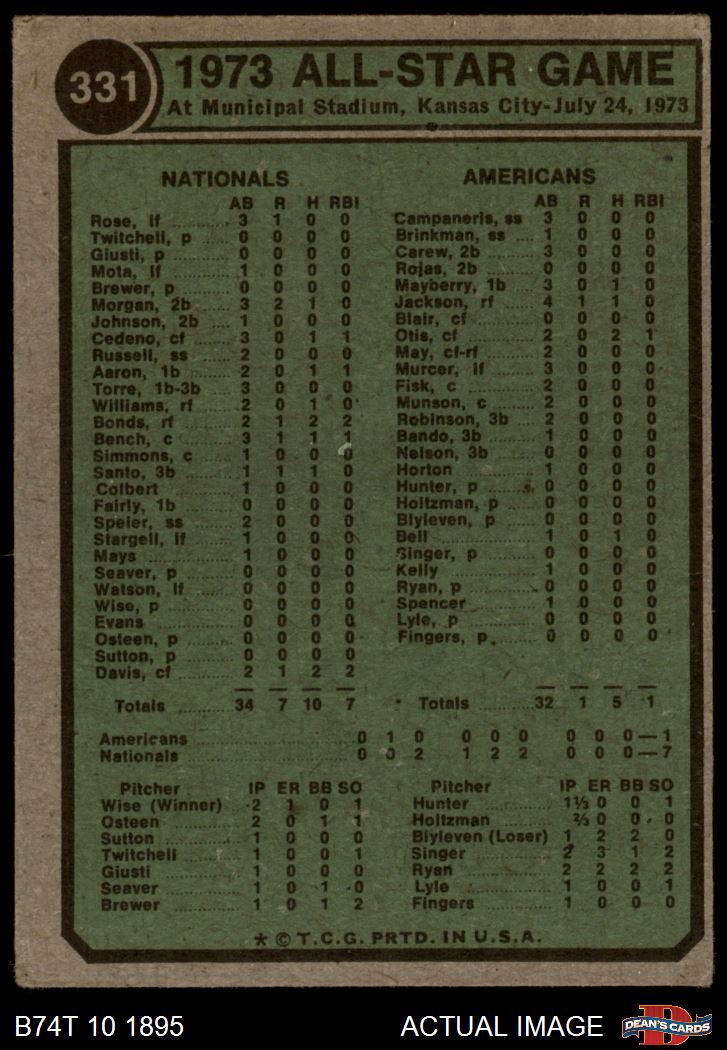 331
1973 ALL-STAR GAME
At Municipal Stadium, Kansas City-July 24, 1973
NATIONALS
AB R H RBI
Rose, lf 3 1 0 0
Twitchell, p 0 0 0 0
Giusti, p 0 0 0 0
Mota, lf 1 0 0 0
Brewer, p 0 0 0 0
Morgan, 2b 3 2 1 0
Johnson, 2b 1 0 0 0
Cedeno, cf 3 0 1 1
Russell, ss 2 0 0 0
Aaron, 1b 2 0 1 1
Torre, 1b-3b 3 0 0 0
Williams, rf 2 0 1 0
Bonds, rf 2 1 2 2
Bench, c 3 1 1 1
Simmons, c 1 0 0 0
Santo, 3b 1 1 1 0
Colbert 1 0 0 0
Fairly, 1b 0 0 0 0
Speier, ss 2 0 0 0
Stargell, lf 1 0 0 0
Mays 1 0 0 0
Seaver, p 0 0 0 0
Watson, lf 0 0 0 0
Wise, p 0 0 0 0
Evans 0 0 0 0
Osteen, p 0 0 0 0
Sutton, p 0 0 0 0
Davis, cf 2 1 2 2
Totals 34 7 10 7
AMERICANS
AB R H RBI
Campaneris, ss 3 0 0 0
Brinkman, ss 1 0 0 0
Carew, 2b 3 0 0 0
Rojas, 2b 0 0 0 0
Mayberry, 1b 3 0 1 0
Jackson, rf 4 1 1 0
Blair, cf 0 0 0 0
Otis, cf 2 0 2 1
May, cf-rf 2 0 0 0
Murcer, lf 3 0 0 0
Fisk, c 2 0 0 0
Munson, c 2 0 0 0
Robinson, 3b 2 0 0 0
Bando, 3b 1 0 0 0
Nelson, 3b 0 0 0 0
Horton 1 0 0 0
Hunter, p 0 0 0 0
Holtzman, p 0 0 0 0
Blyleven, p 0 0 0 0
Bell 1 0 1 0
Singer, p 0 0 0 0
Kelly 1 0 0 0
Ryan, p 0 0 0 0
Spencer 1 0 0 0
Lyle, p 0 0 0 0
Fingers, p 0 0 0 0
Totals 32 1 5 1
Americans 0 1 0 0 0 0 0 0 0—1
Nationals 0 0 2 1 2 2 0 0 0—7
Pitcher IP ER BB SO
Wise (Winner) 2 1 0 1
Osteen 2 0 1 1
Sutton 1 0 0 0
Twitchell 1 0 0 1
Giusti 1 0 0 0
Seaver 1 0 1 0
Brewer 1 0 1 2
Pitcher IP ER BB SO
Hunter 1⅓ 0 0 1
Holtzman ⅔ 0 0 0
Blyleven (Loser) 1 2 2 0
Singer 2 3 1 2
Ryan 2 2 2 2
Lyle 1 0 0 1
Fingers 1 0 0 0
* © T.C.G. PRTD. IN U.S.A.
B74T 10 1895
ACTUAL IMAGE
D
DEAN'S CARDS